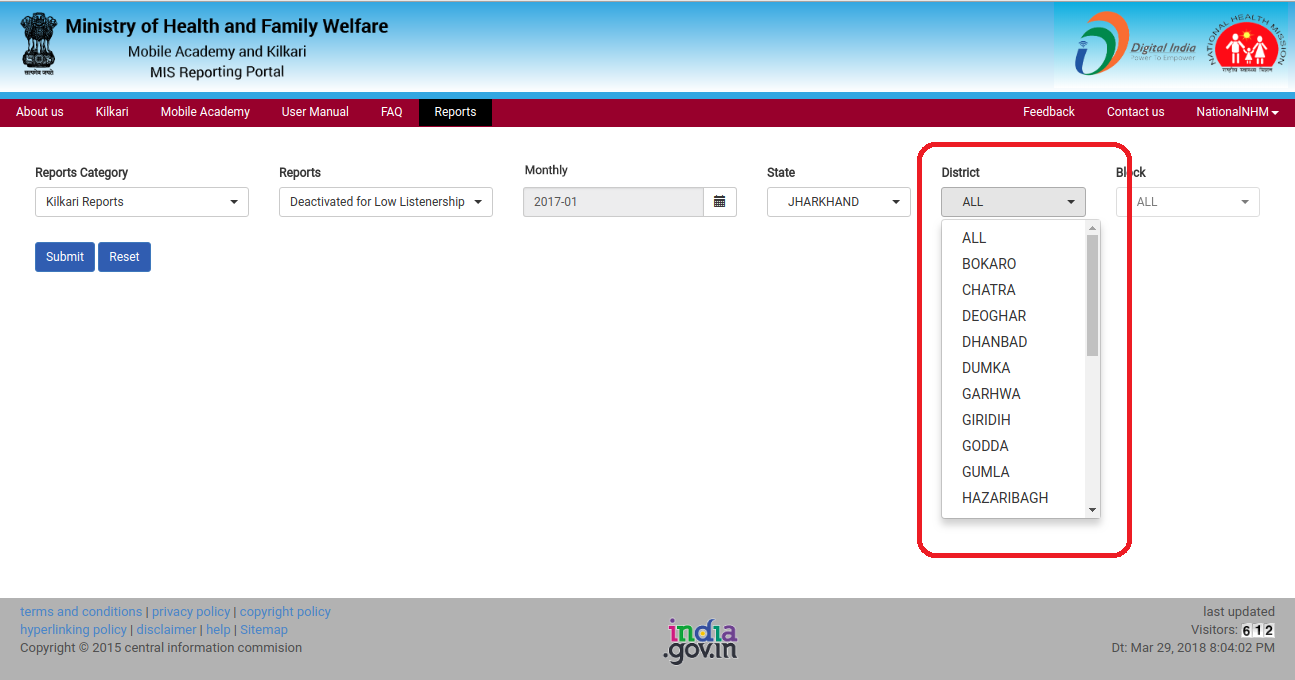 Ministry of Health and Family Welfare
Mobile Academy and Kilkari
MIS Reporting Portal
सत्यमेव जयते
Digital India
Power To Empower
NATIONAL HEALTH MISSION
राष्ट्रीय स्वास्थ्य मिशन
About us Kilkari Mobile Academy User Manual FAQ Reports Feedback Contact us NationalNHM
Reports Category Reports Monthly State District Block
Kilkari Reports Deactivated for Low Listenership 2017-01 JHARKHAND ALL ALL
Submit Reset
ALL
BOKARO
CHATRA
DEOGHAR
DHANBAD
DUMKA
GARHWA
GIRIDIH
GODDA
GUMLA
HAZARIBAGH
terms and conditions | privacy policy | copyright policy
hyperlinking policy | disclaimer | help | Sitemap
Copyright © 2015 central information commision
india
.gov.in
last updated
Visitors: 612
Dt: Mar 29, 2018 8:04:02 PM